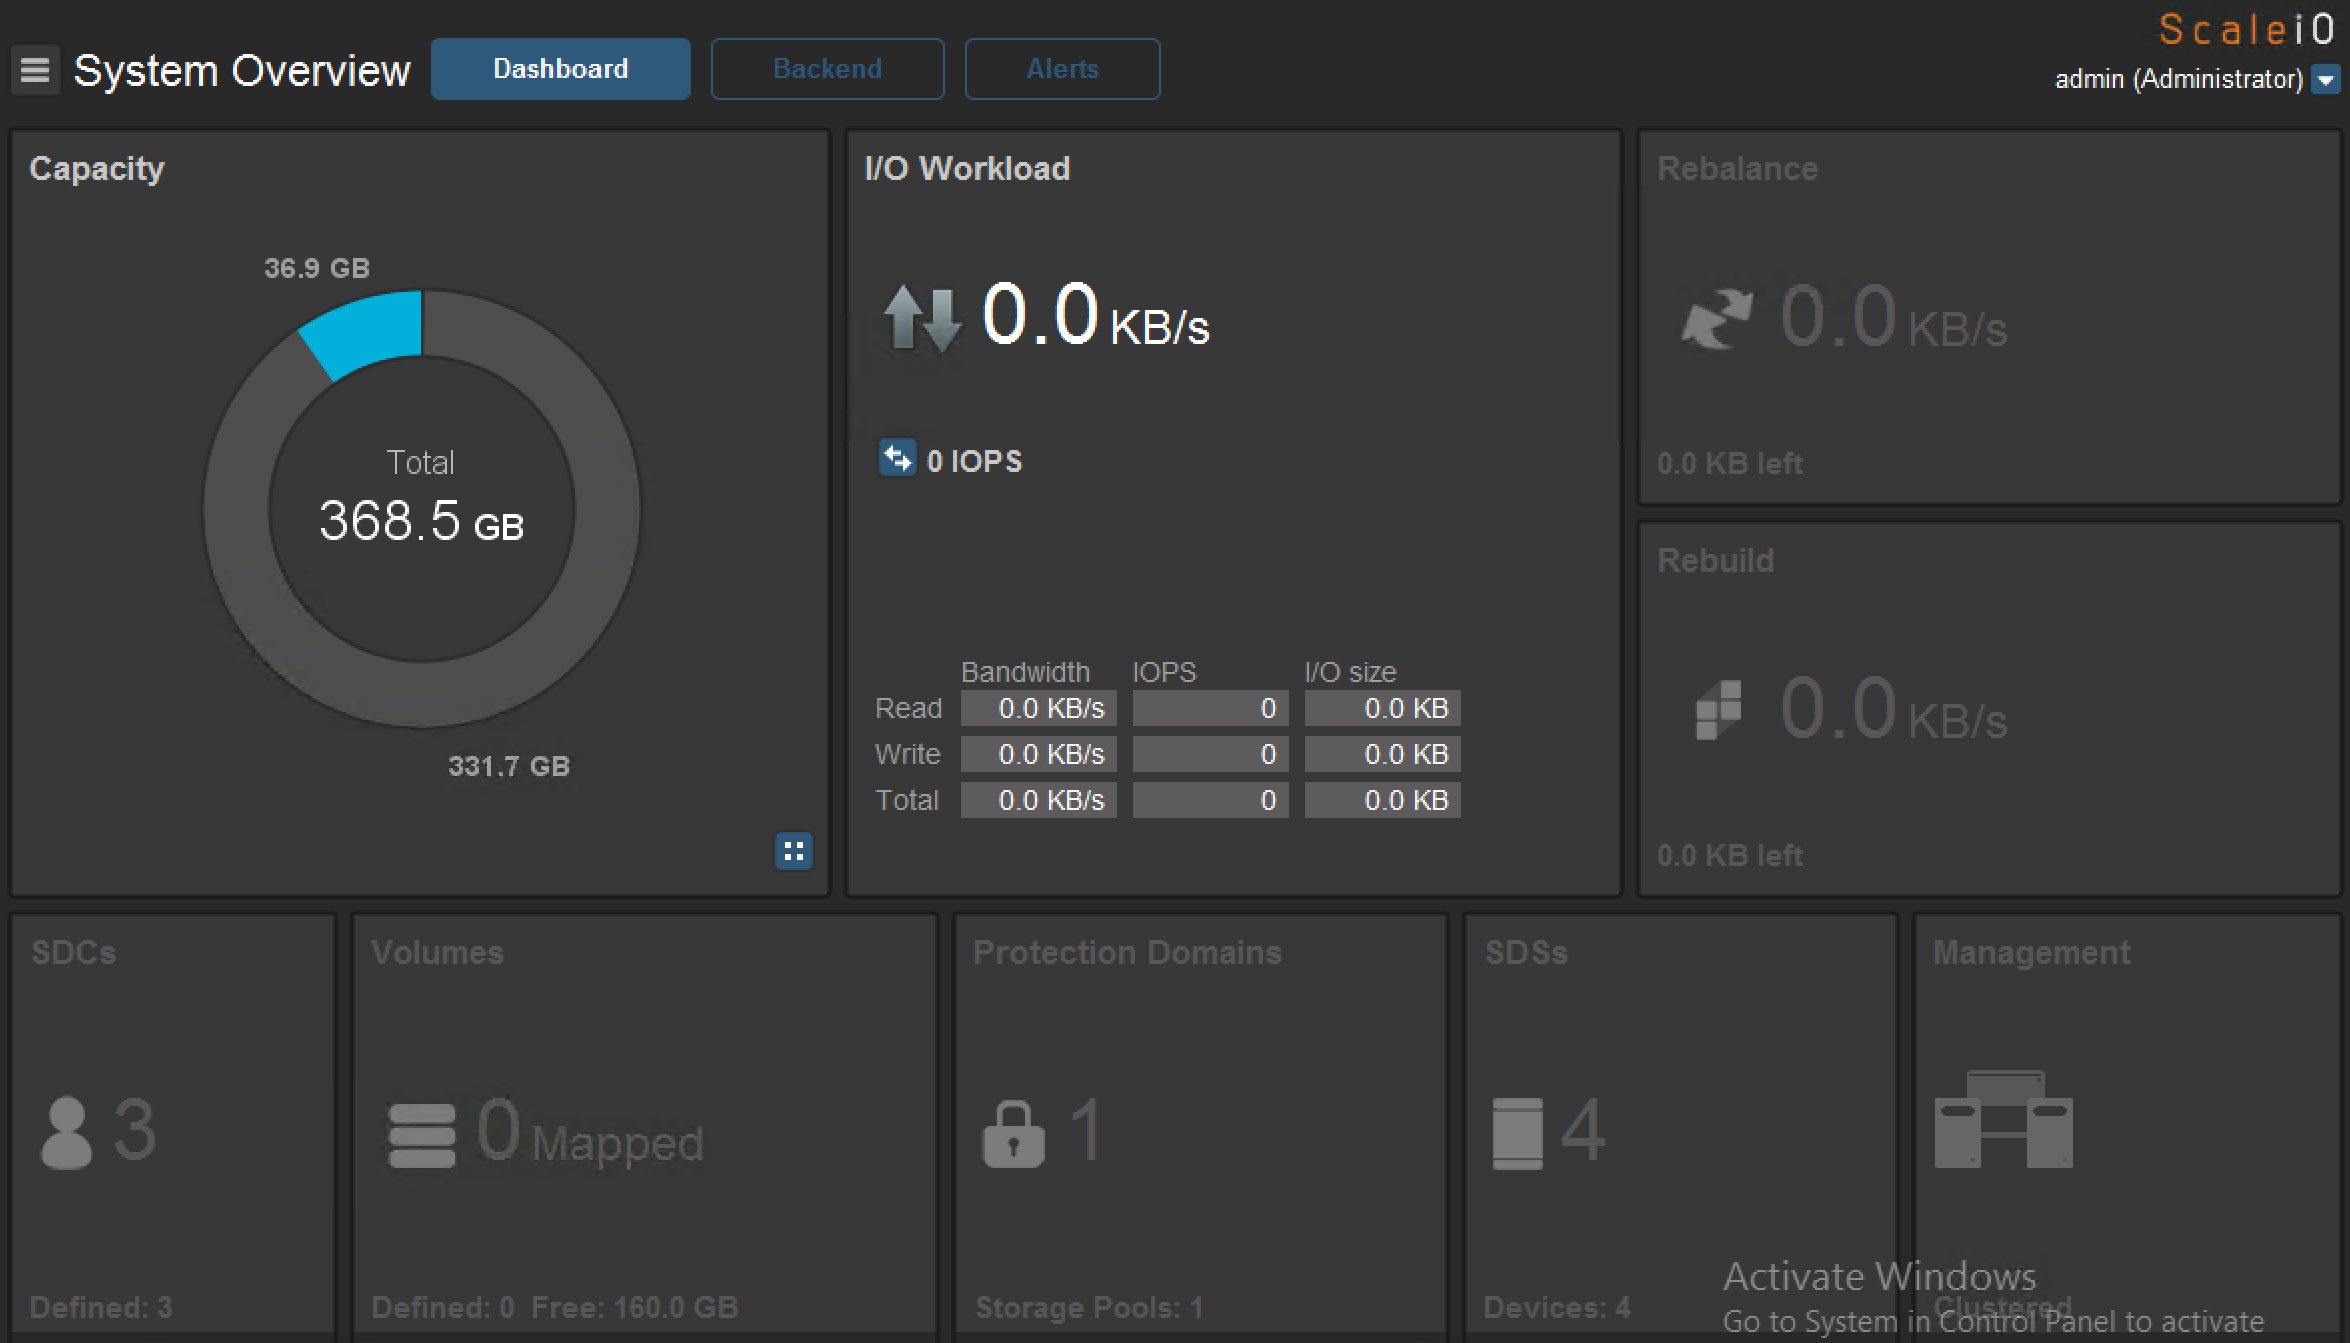 ScaleiO
System Overview Dashboard Backend Alerts
admin (Administrator)
Capacity
36.9 GB
Total
368.5 GB
331.7 GB
I/O Workload
0.0 KB/s
0 IOPS
Bandwidth IOPS I/O size
Read 0.0 KB/s 0 0.0 KB
Write 0.0 KB/s 0 0.0 KB
Total 0.0 KB/s 0 0.0 KB
Rebalance
0.0 KB/s
0.0 KB left
Rebuild
0.0 KB/s
0.0 KB left
SDCs
3
Defined: 3
Volumes
0 Mapped
Defined: 0 Free: 160.0 GB
Protection Domains
1
Storage Pools: 1
SDSs
4
Devices: 4
Management
Clustered
Activate Windows
Go to System in Control Panel to activate